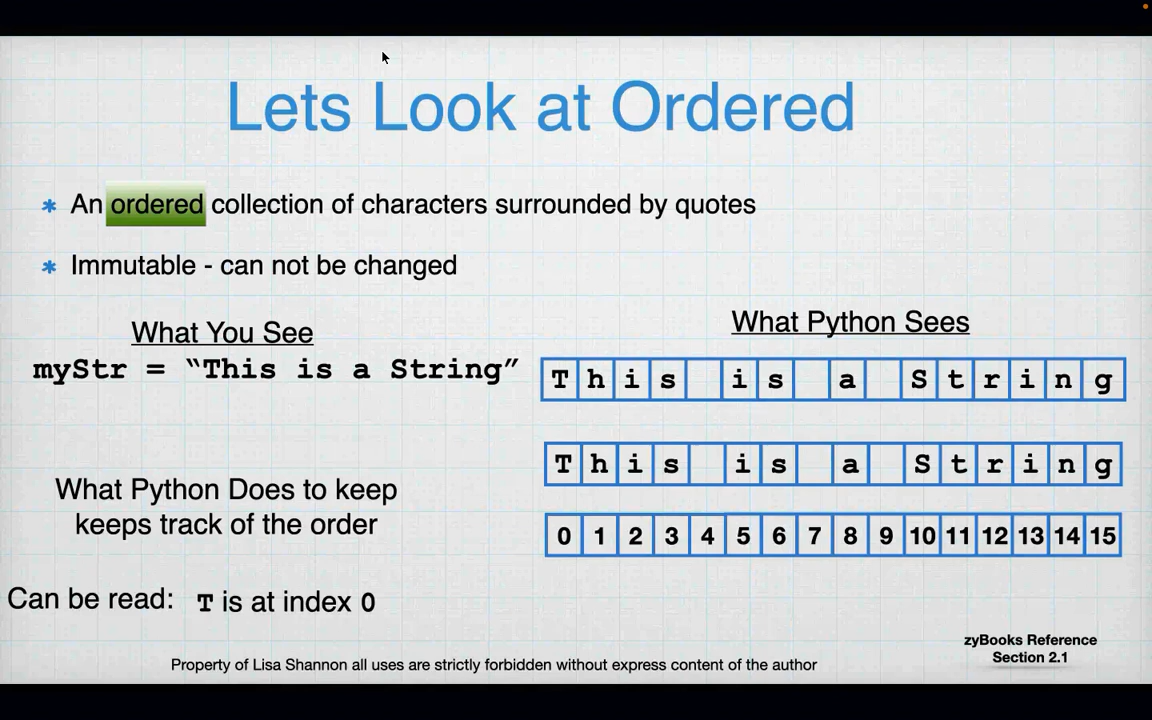 Lets Look at Ordered
* An ordered collection of characters surrounded by quotes
* Immutable - can not be changed
What You See
myStr = “This is a String”
What Python Sees
T h i s   i s   a   S t r i n g
T h i s   i s   a   S t r i n g
0 1 2 3 4 5 6 7 8 9 10 11 12 13 14 15
What Python Does to keep
keeps track of the order
Can be read: T is at index 0
zyBooks Reference
Section 2.1
Property of Lisa Shannon all uses are strictly forbidden without express content of the author